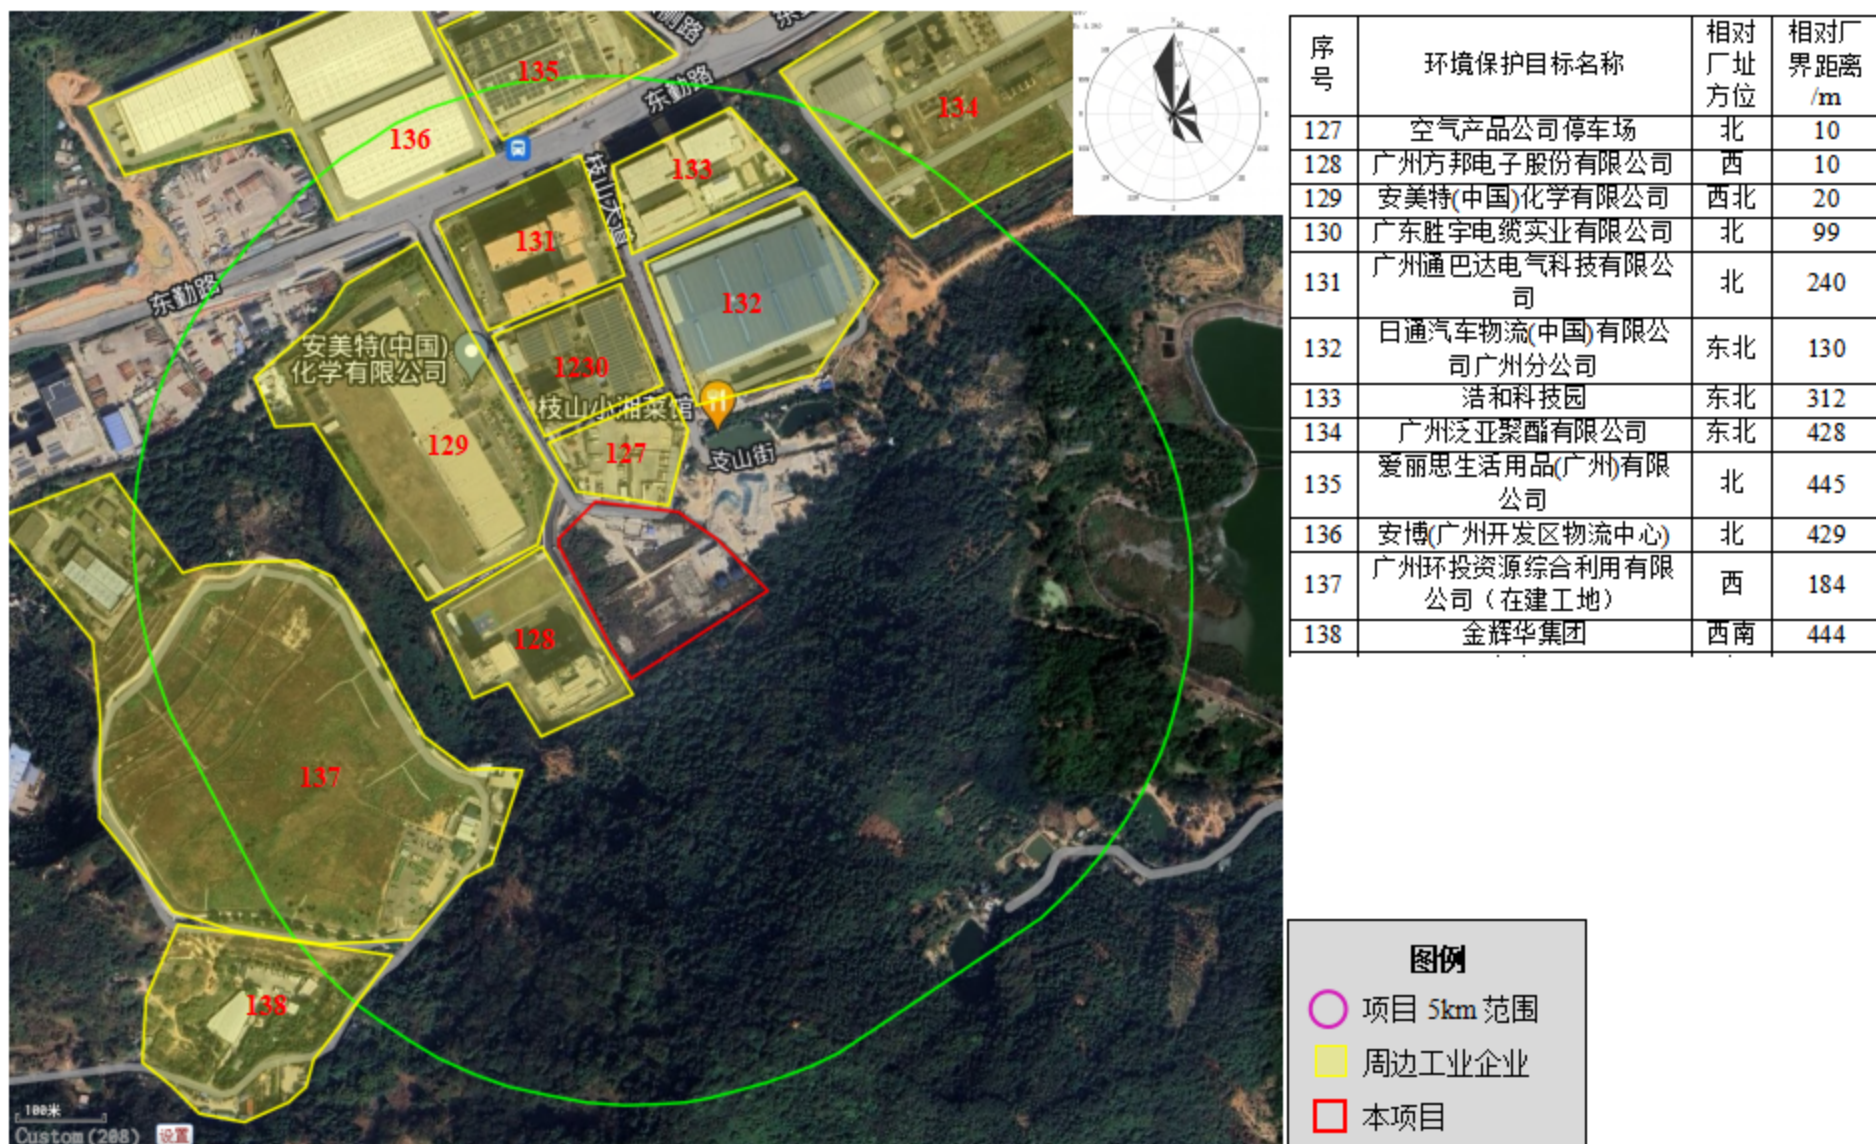 135
136
134
133
131
132
1230
129
127
128
137
138
东勤路
东勤路
枝山大道
安美特(中国)
化学有限公司
枝山小湘菜馆
支山街
100米
Custom(208) 设置
序号 环境保护目标名称 相对厂址方位 相对厂界距离/m
127 空气产品公司停车场 北 10
128 广州方邦电子股份有限公司 西 10
129 安美特(中国)化学有限公司 西北 20
130 广东胜宇电缆实业有限公司 北 99
131 广州通巴达电气科技有限公司 北 240
132 日通汽车物流(中国)有限公司广州分公司 东北 130
133 浩和科技园 东北 312
134 广州泛亚聚酯有限公司 东北 428
135 爱丽思生活用品(广州)有限公司 北 445
136 安博(广州开发区物流中心) 北 429
137 广州环投资源综合利用有限公司（在建工地） 西 184
138 金辉华集团 西南 444
图例
项目 5km 范围
周边工业企业
本项目